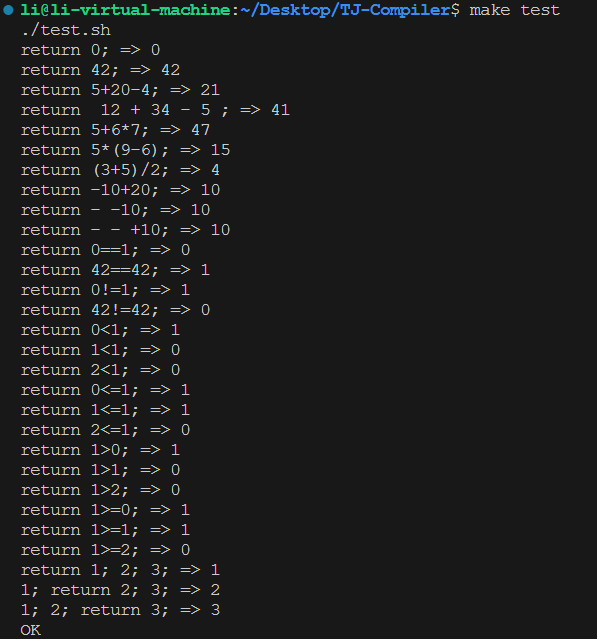 li@li-virtual-machine:~/Desktop/TJ-Compiler$ make test
./test.sh
return 0; => 0
return 42; => 42
return 5+20-4; => 21
return  12 + 34 - 5 ; => 41
return 5+6*7; => 47
return 5*(9-6); => 15
return (3+5)/2; => 4
return -10+20; => 10
return - -10; => 10
return - - +10; => 10
return 0==1; => 0
return 42==42; => 1
return 0!=1; => 1
return 42!=42; => 0
return 0<1; => 1
return 1<1; => 0
return 2<1; => 0
return 0<=1; => 1
return 1<=1; => 1
return 2<=1; => 0
return 1>0; => 1
return 1>1; => 0
return 1>2; => 0
return 1>=0; => 1
return 1>=1; => 1
return 1>=2; => 0
return 1; 2; 3; => 1
1; return 2; 3; => 2
1; 2; return 3; => 3
OK